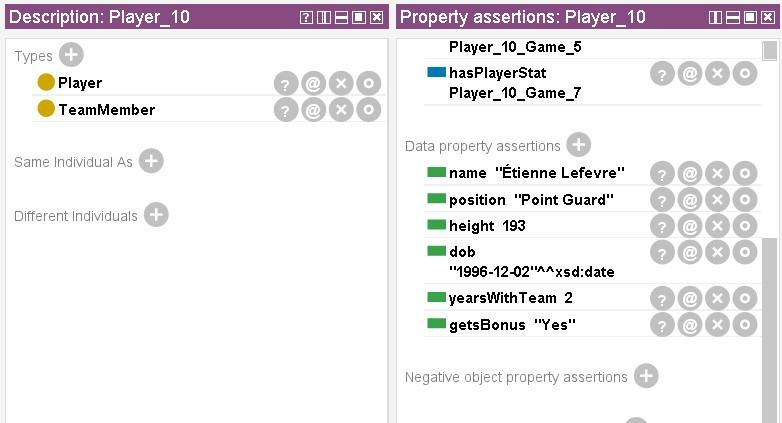 Description: Player_10
Types
Player
TeamMember
Same Individual As
Different Individuals
Property assertions: Player_10
Player_10_Game_5
hasPlayerStat
Player_10_Game_7
Data property assertions
name "Étienne Lefevre"
position "Point Guard"
height 193
dob
"1996-12-02"^^xsd:date
yearsWithTeam 2
getsBonus "Yes"
Negative object property assertions